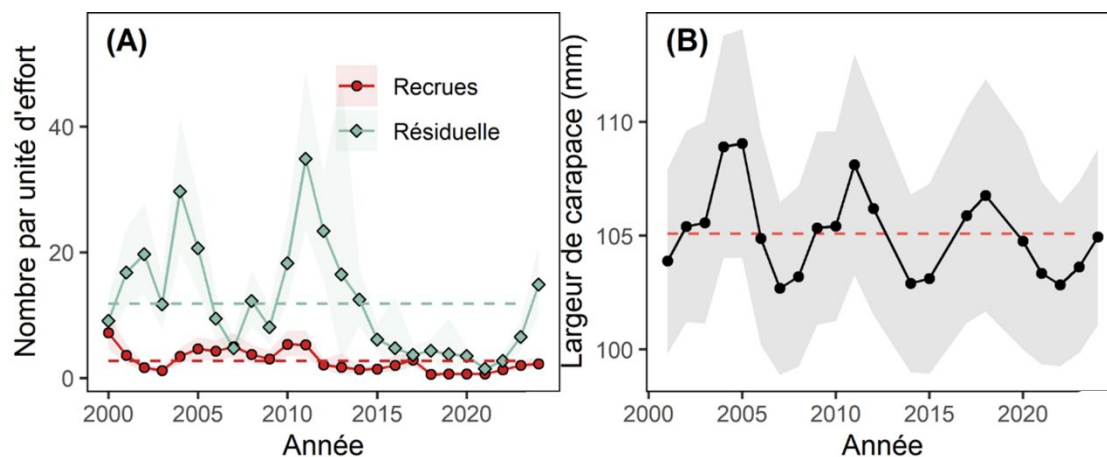 (A)
Nombre par unité d'effort
Recrues
Résiduelle
40
20
0
2000 2005 2010 2015 2020
Année
(B)
Largeur de carapace (mm)
110
105
100
2000 2005 2010 2015 2020
Année